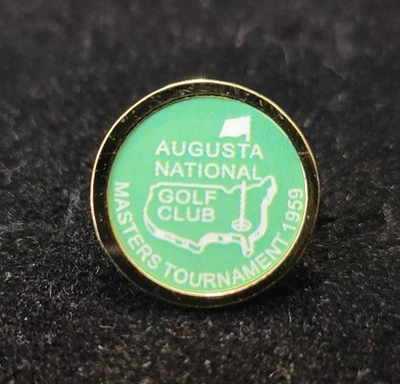 AUGUSTA
NATIONAL
GOLF
CLUB
MASTERS TOURNAMENT 1959